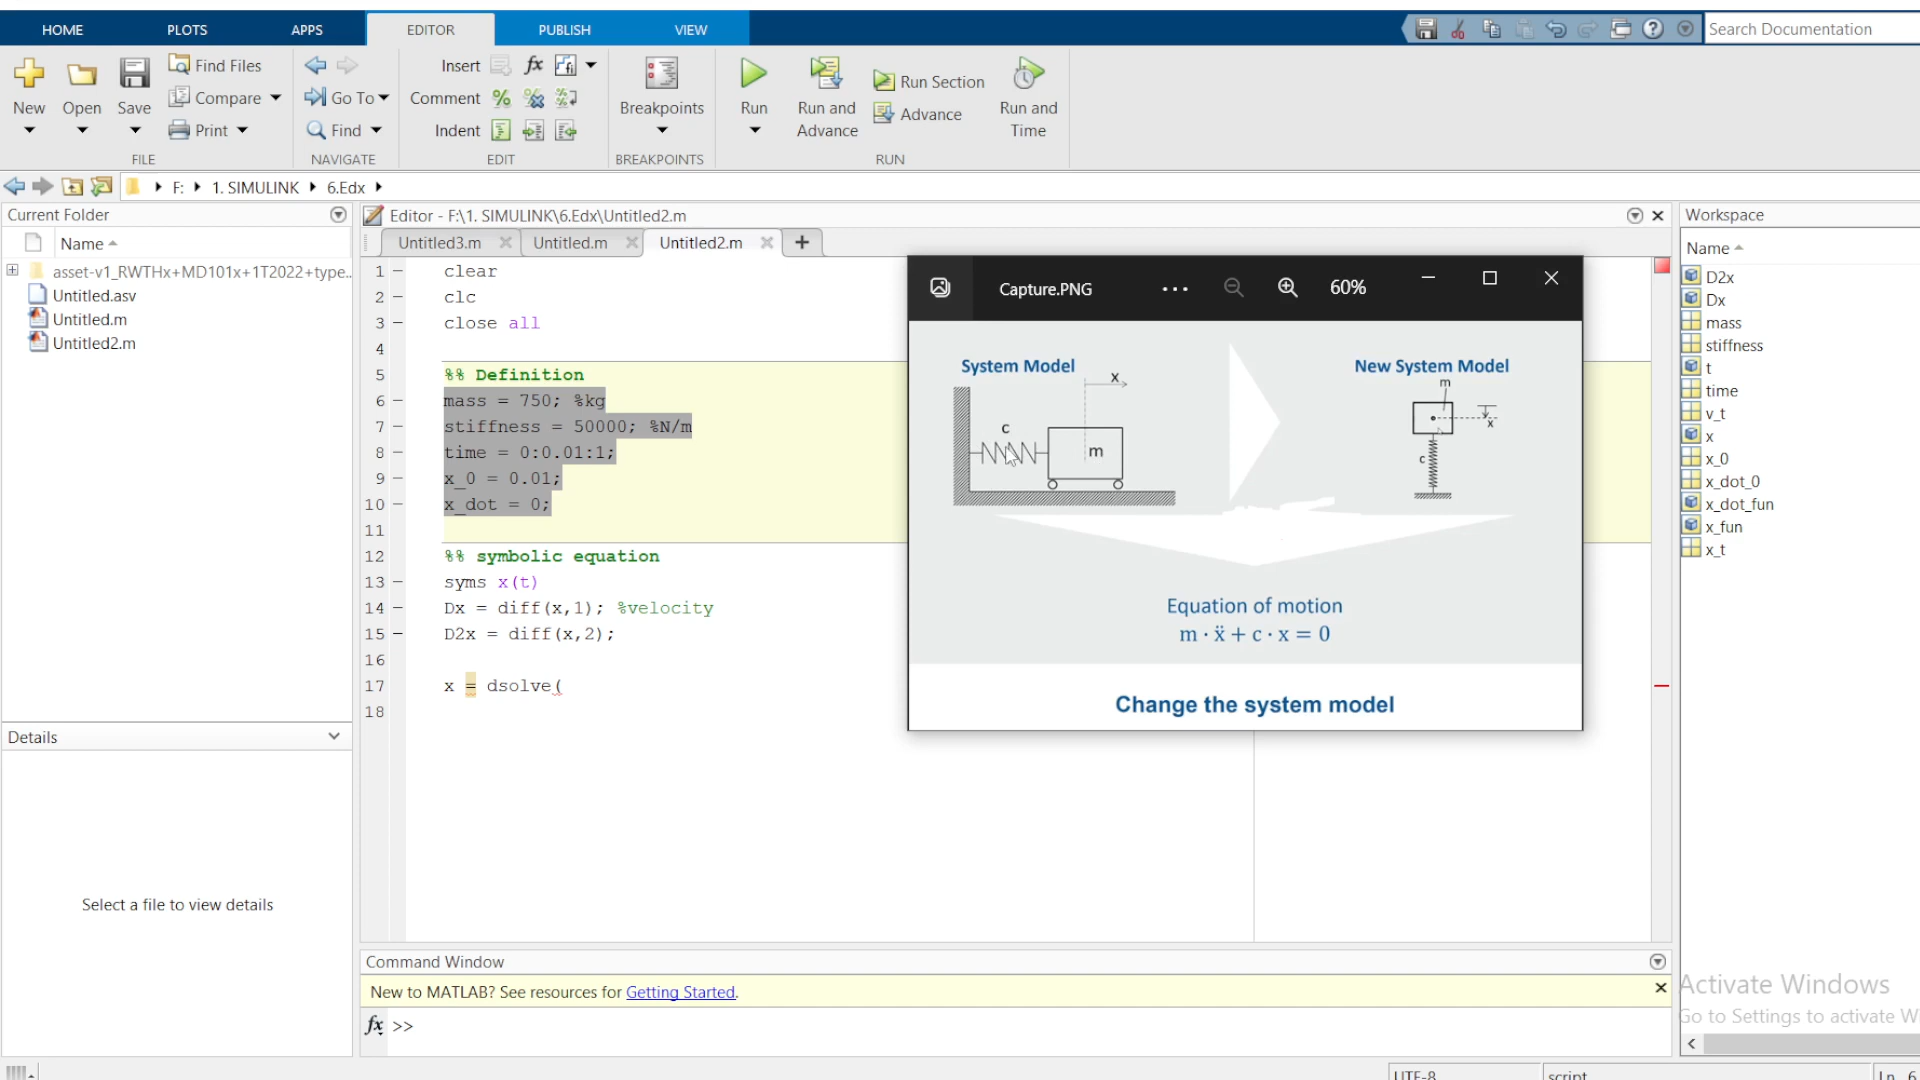 HOME PLOTS APPS EDITOR PUBLISH VIEW Search Documentation
New Open Save Find Files Compare Print FILE
Go To Find NAVIGATE
Insert fx fi Comment % Indent EDIT
Breakpoints BREAKPOINTS
Run Run and Advance Run Section Advance Run and Time RUN
F: 1. SIMULINK 6.Edx
Current Folder
Name
asset-v1_RWTHx+MD101x+1T2022+type...
Untitled.asv
Untitled.m
Untitled2.m
Details
Select a file to view details
Editor - F:\1. SIMULINK\6.Edx\Untitled2.m
Untitled3.m Untitled.m Untitled2.m +
1 clear
2 clc
3 close all
4
5 %% Definition
6 mass = 750; %kg
7 stiffness = 50000; %N/m
8 time = 0:0.01:1;
9 x_0 = 0.01;
10 x_dot = 0;
11
12 %% symbolic equation
13 syms x(t)
14 Dx = diff(x,1); %velocity
15 D2x = diff(x,2);
16
17 x = dsolve(
18
Capture.PNG ... 60%
System Model
x
c
m
New System Model
m
x
c
Equation of motion
m · ẍ + c · x = 0
Change the system model
Command Window
New to MATLAB? See resources for Getting Started.
fx >>
Workspace
Name
D2x
Dx
mass
stiffness
t
time
v_t
x
x_0
x_dot_0
x_dot_fun
x_fun
x_t
Activate Windows
Go to Settings to activate W
UTF-8 script Ln 6